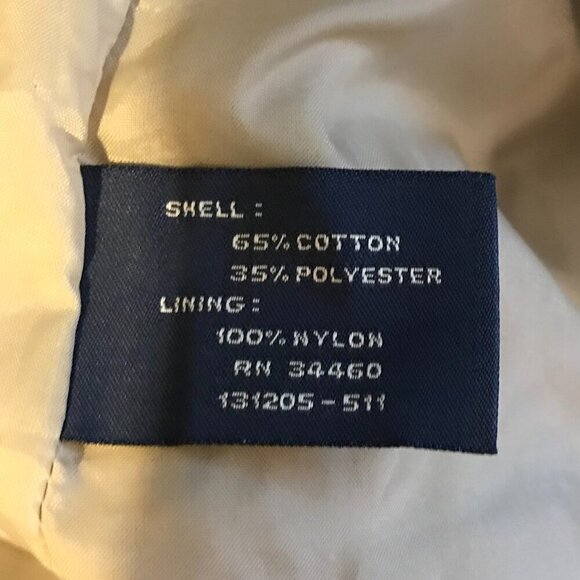 SHELL:
65% COTTON
35% POLYESTER
LINING:
100% NYLON
RN 34460
131205-511